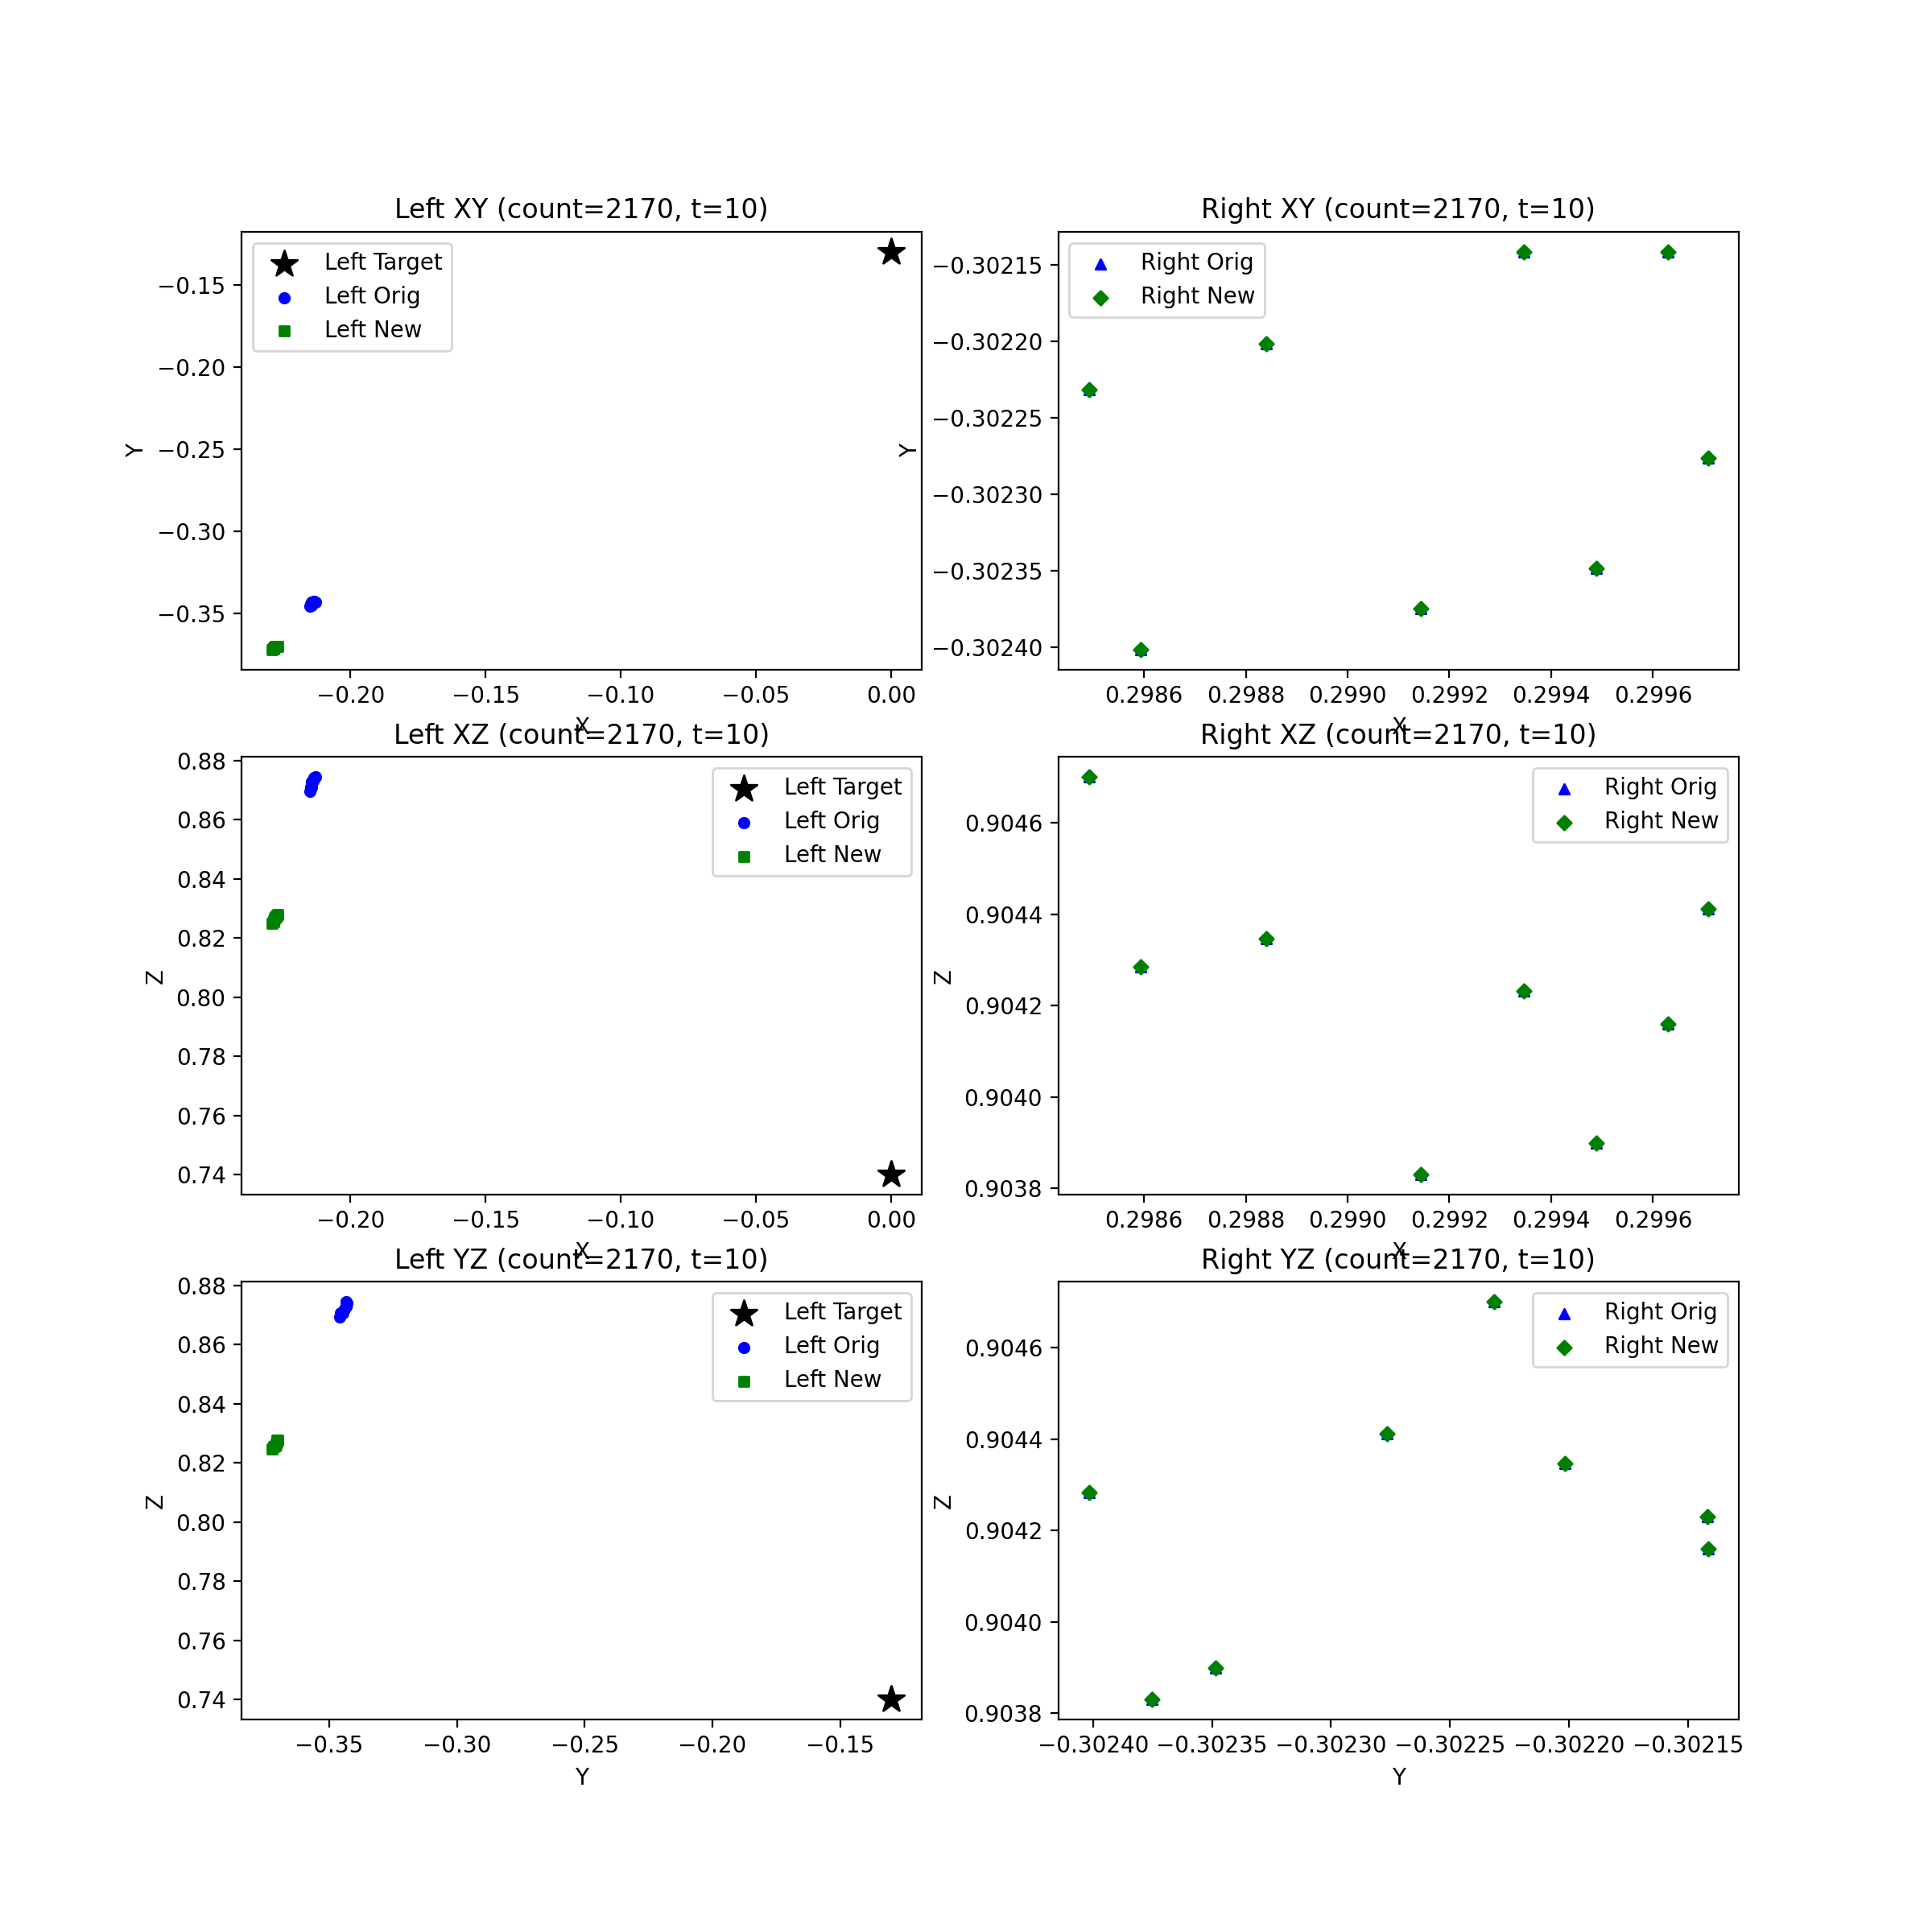 Left XY (count=2170, t=10)
Left Target
Left Orig
Left New
Y
−0.15
−0.20
−0.25
−0.30
−0.35
−0.20 −0.15 −0.10 −0.05 0.00
X
Right XY (count=2170, t=10)
Right Orig
Right New
Y
−0.30215
−0.30220
−0.30225
−0.30230
−0.30235
−0.30240
0.2986 0.2988 0.2990 0.2992 0.2994 0.2996
X
Left XZ (count=2170, t=10)
Left Target
Left Orig
Left New
Z
0.88
0.86
0.84
0.82
0.80
0.78
0.76
0.74
−0.20 −0.15 −0.10 −0.05 0.00
X
Right XZ (count=2170, t=10)
Right Orig
Right New
Z
0.9046
0.9044
0.9042
0.9040
0.9038
0.2986 0.2988 0.2990 0.2992 0.2994 0.2996
X
Left YZ (count=2170, t=10)
Left Target
Left Orig
Left New
Z
0.88
0.86
0.84
0.82
0.80
0.78
0.76
0.74
−0.35 −0.30 −0.25 −0.20 −0.15
Y
Right YZ (count=2170, t=10)
Right Orig
Right New
Z
0.9046
0.9044
0.9042
0.9040
0.9038
−0.30240 −0.30235 −0.30230 −0.30225 −0.30220 −0.30215
Y